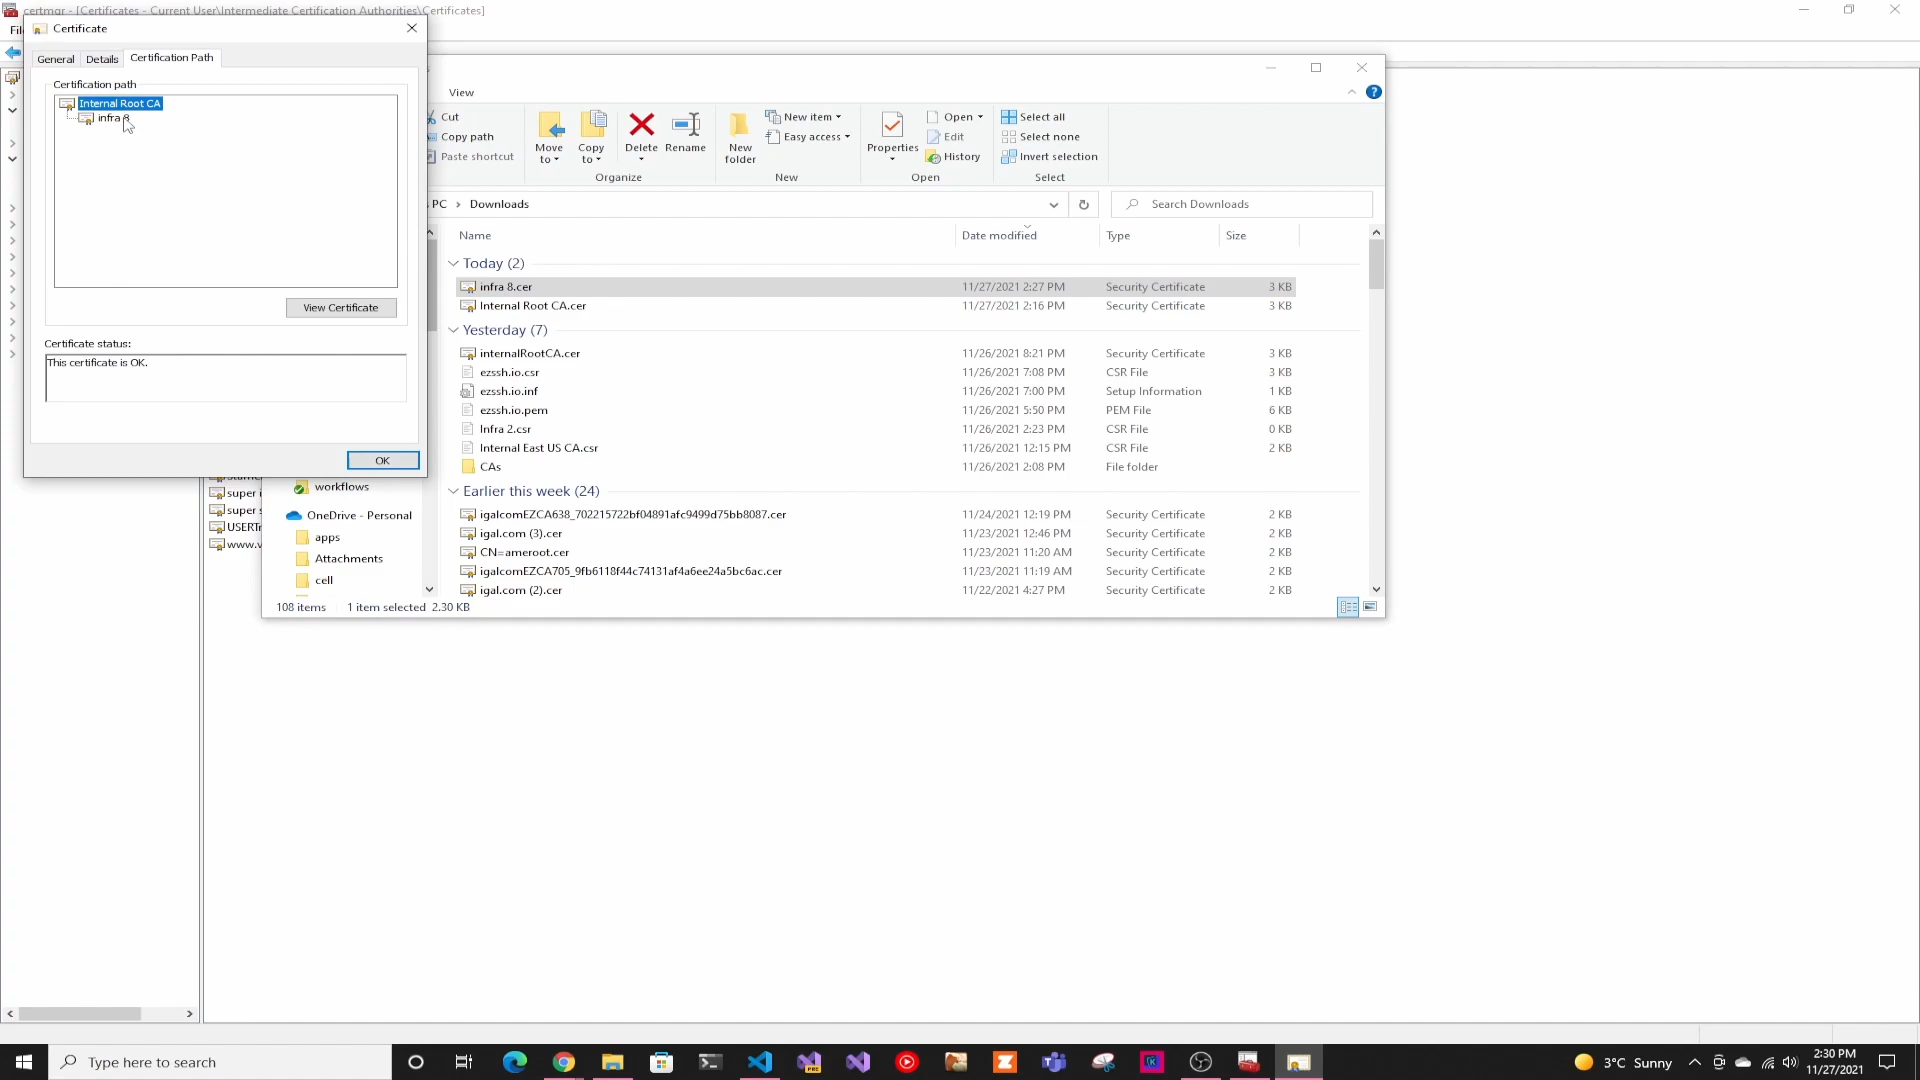 certmgr - [Certificates - Current User\Intermediate Certification Authorities\Certificates]
Certificate
General
Details
Certification Path
Certification path
Internal Root CA
infra 8
View Certificate
Certificate status:
This certificate is OK.
OK
View
Cut
Copy path
Paste shortcut
Move to
Copy to
Delete
Rename
Organize
New folder
New item
Easy access
New
Properties
Open
Edit
History
Open
Select all
Select none
Invert selection
Select
PC
Downloads
Search Downloads
Name
Date modified
Type
Size
Today (2)
infra 8.cer 11/27/2021 2:27 PM Security Certificate 3 KB
Internal Root CA.cer 11/27/2021 2:16 PM Security Certificate 3 KB
Yesterday (7)
internalRootCA.cer 11/26/2021 8:21 PM Security Certificate 3 KB
ezssh.io.csr 11/26/2021 7:08 PM CSR File 3 KB
ezssh.io.inf 11/26/2021 7:00 PM Setup Information 1 KB
ezssh.io.pem 11/26/2021 5:50 PM PEM File 6 KB
Infra 2.csr 11/26/2021 2:23 PM CSR File 0 KB
Internal East US CA.csr 11/26/2021 12:15 PM CSR File 2 KB
CAs 11/26/2021 2:08 PM File folder
Earlier this week (24)
igalcomEZCA638_702215722bf04891afc9499d75bb8087.cer 11/24/2021 12:19 PM Security Certificate 2 KB
igal.com (3).cer 11/23/2021 12:46 PM Security Certificate 2 KB
CN=ameroot.cer 11/23/2021 11:20 AM Security Certificate 2 KB
igalcomEZCA705_9fb6118f44c74131af4a6ee24a5bc6ac.cer 11/23/2021 11:19 AM Security Certificate 2 KB
igal.com (2).cer 11/22/2021 4:27 PM Security Certificate 2 KB
super
super
USERTr
www.v
workflows
OneDrive - Personal
apps
Attachments
cell
108 items
1 item selected 2.30 KB
Type here to search
3°C Sunny
2:30 PM
11/27/2021